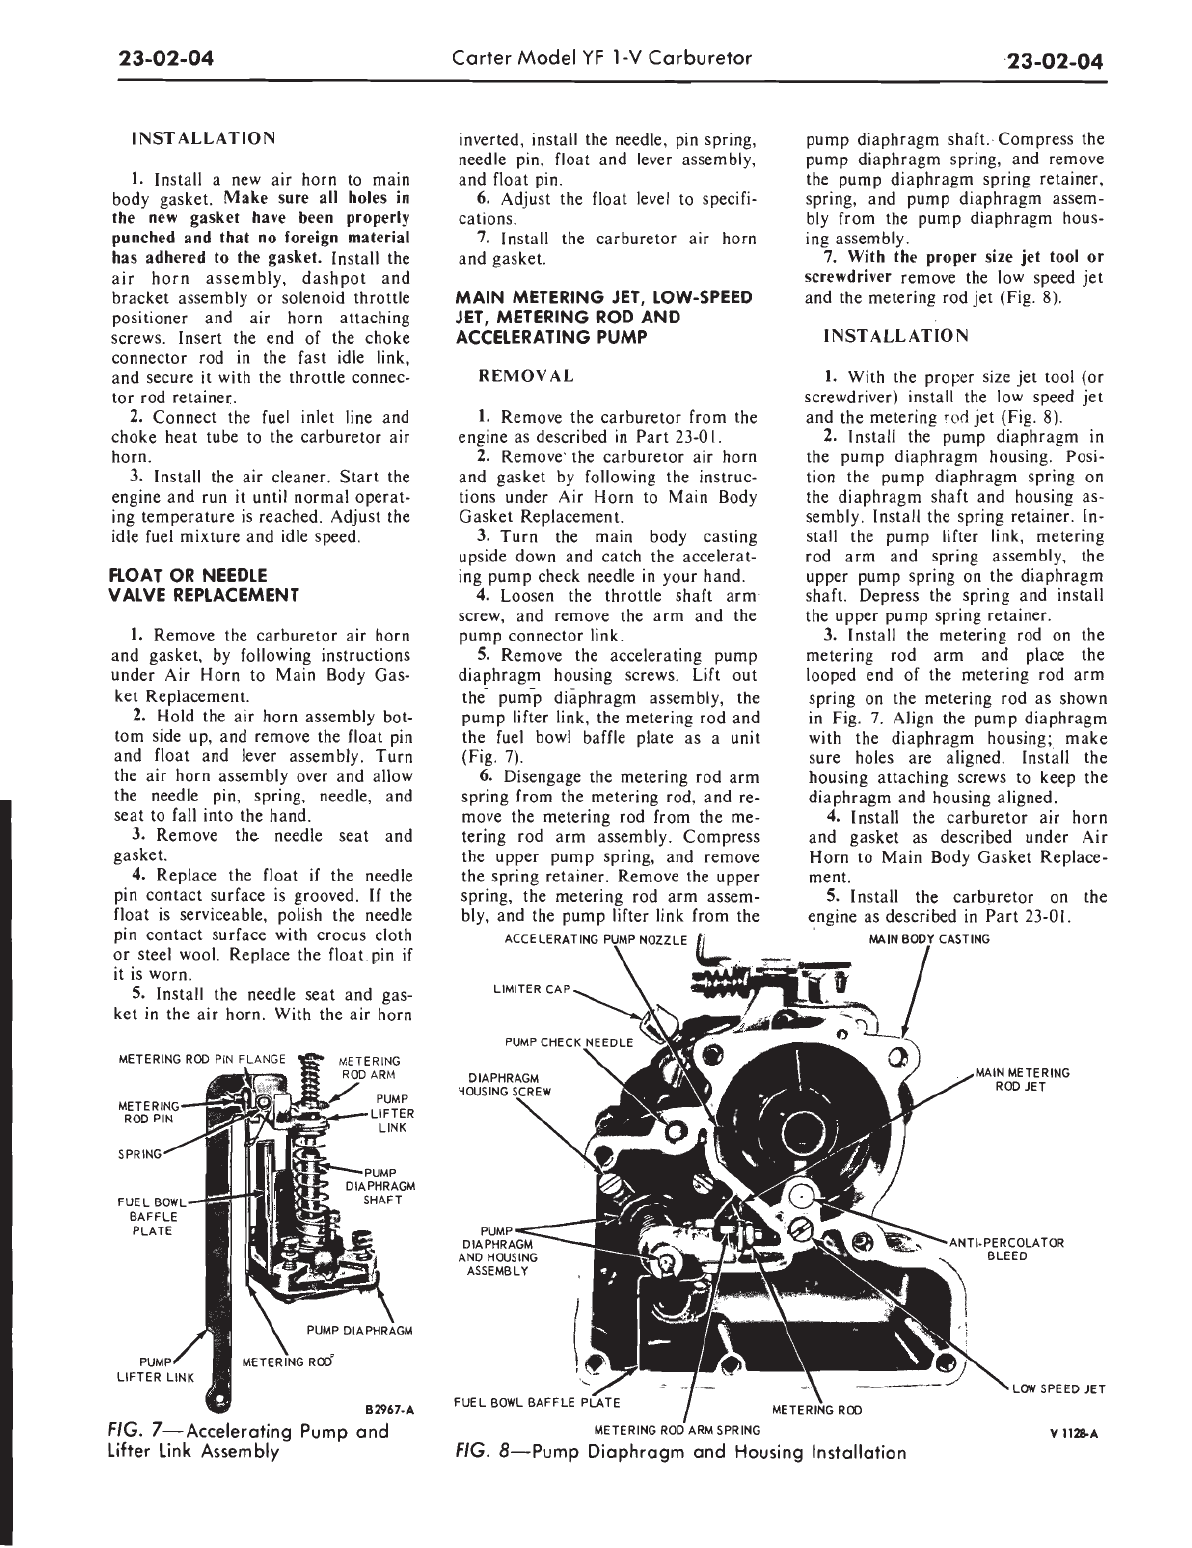 23-02-04
Carter Model YF 1-V Carburetor
23-02-04
INSTALLATION
1. Install a new air horn to main
body gasket. Make sure all holes in
the new gasket have been properly
punched and that no foreign material
has adhered to the gasket. Install the
air horn assembly, dashpot and
bracket assembly or solenoid throttle
positioner and air horn attaching
screws. Insert the end of the choke
connector rod in the fast idle link,
and secure it with the throttle connec-
tor rod retainer.
2. Connect the fuel inlet line and
choke heat tube to the carburetor air
horn.
3. Install the air cleaner. Start the
engine and run it until normal operat-
ing temperature is reached. Adjust the
idle fuel mixture and idle speed.
FLOAT OR NEEDLE
VALVE REPLACEMENT
1. Remove the carburetor air horn
and gasket, by following instructions
under Air Horn to Main Body Gas-
ket Replacement.
2. Hold the air horn assembly bot-
tom side up, and remove the float pin
and float and lever assembly. Turn
the air horn assembly over and allow
the needle pin, spring, needle, and
seat to fall into the hand.
3. Remove the needle seat and
gasket.
4. Replace the float if the needle
pin contact surface is grooved. If the
float is serviceable, polish the needle
pin contact surface with crocus cloth
or steel wool. Replace the float pin if
it is worn.
5. Install the needle seat and gas-
ket in the air horn. With the air horn
inverted, install the needle, pin spring,
needle pin, float and lever assembly,
and float pin.
6. Adjust the float level to specifi-
cations.
7. Install the carburetor air horn
and gasket.
MAIN METERING JET, LOW-SPEED
JET, METERING ROD AND
ACCELERATING PUMP
REMOVAL
1. Remove the carburetor from the
engine as described in Part 23-01.
2. Remove the carburetor air horn
and gasket by following the instruc-
tions under Air Horn to Main Body
Gasket Replacement.
3. Turn the main body casting
upside down and catch the accelerat-
ing pump check needle in your hand.
4. Loosen the throttle shaft arm
screw, and remove the arm and the
pump connector link.
5. Remove the accelerating pump
diaphragm housing screws. Lift out
the pump diaphragm assembly, the
pump lifter link, the metering rod and
the fuel bowl baffle plate as a unit
(Fig. 7).
6. Disengage the metering rod arm
spring from the metering rod, and re-
move the metering rod from the me-
tering rod arm assembly. Compress
the upper pump spring, and remove
the spring retainer. Remove the upper
spring, the metering rod arm assem-
bly, and the pump lifter link from the
pump diaphragm shaft. Compress the
pump diaphragm spring, and remove
the pump diaphragm spring retainer,
spring, and pump diaphragm assem-
bly from the pump diaphragm hous-
ing assembly.
7. With the proper size jet tool or
screwdriver remove the low speed jet
and the metering rod jet (Fig. 8).
INSTALLATION
1. With the proper size jet tool (or
screwdriver) install the low speed jet
and the metering rod jet (Fig. 8).
2. Install the pump diaphragm in
the pump diaphragm housing. Posi-
tion the pump diaphragm spring on
the diaphragm shaft and housing as-
sembly. Install the spring retainer. In-
stall the pump lifter link, metering
rod arm and spring assembly, the
upper pump spring on the diaphragm
shaft. Depress the spring and install
the upper pump spring retainer.
3. Install the metering rod on the
metering rod arm and place the
looped end of the metering rod arm
spring on the metering rod as shown
in Fig. 7. Align the pump diaphragm
with the diaphragm housing; make
sure holes are aligned. Install the
housing attaching screws to keep the
diaphragm and housing aligned.
4. Install the carburetor air horn
and gasket as described under Air
Horn to Main Body Gasket Replace-
ment.
5. Install the carburetor on the
engine as described in Part 23-01.
METERING ROD PIN FLANGE
METERING
ROD ARM
METERING
ROD PIN
PUMP
LIFTER
LINK
SPRING
PUMP
DIAPHRAGM
SHAFT
FUEL BOWL
BAFFLE
PLATE
PUMP DIAPHRAGM
PUMP
LIFTER LINK
METERING ROD
B2967-A
FIG. 7—Accelerating Pump and
Lifter Link Assembly
ACCELERATING PUMP NOZZLE
MAIN BODY CASTING
LIMITER CAP
PUMP CHECK NEEDLE
DIAPHRAGM
HOUSING SCREW
MAIN METERING
ROD JET
PUMP
DIAPHRAGM
AND HOUSING
ASSEMBLY
ANTI-PERCOLATOR
BLEED
LOW SPEED JET
FUEL BOWL BAFFLE PLATE
METERING ROD
METERING ROD ARM SPRING
V 1128-A
FIG. 8—Pump Diaphragm and Housing Installation